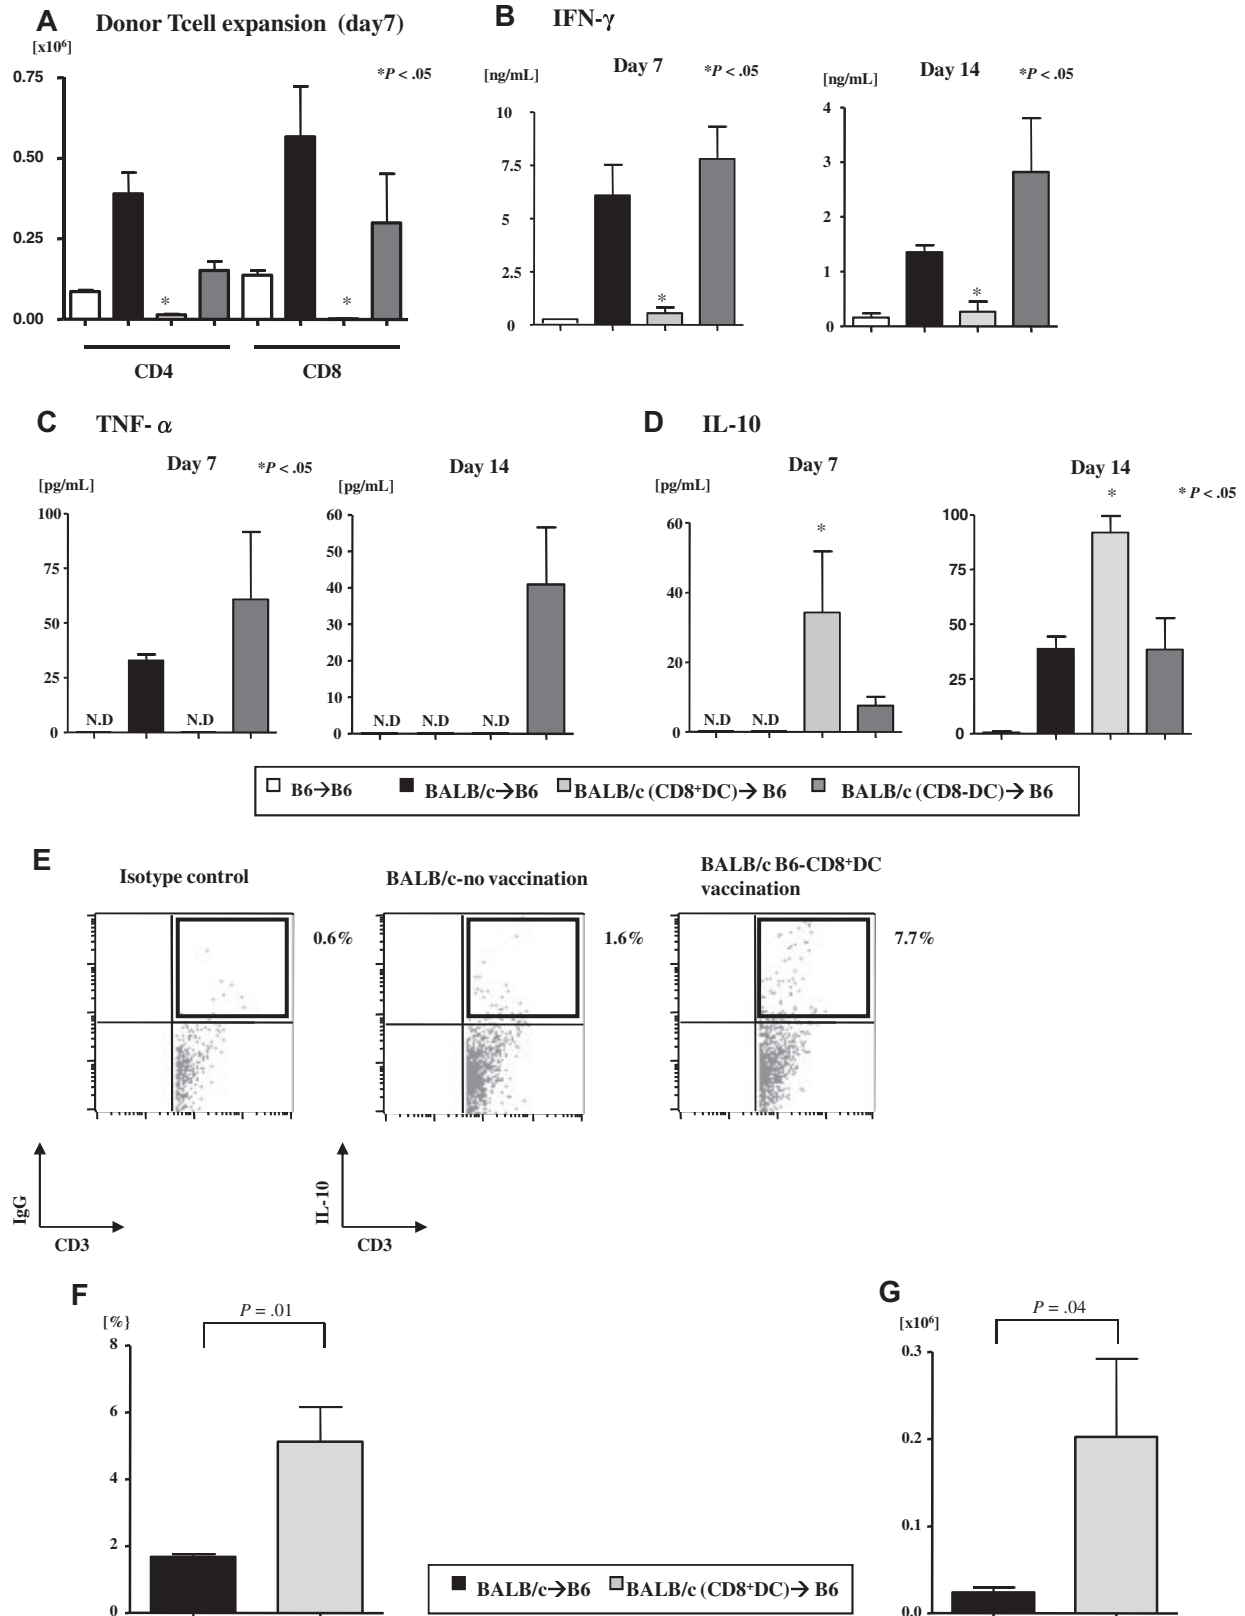 A Donor Tcell expansion (day7)
[x10⁶]
*P < .05
0.75
0.50
0.25
0.00
* *
CD4 CD8
B IFN-γ
Day 7
[ng/mL]
*P < .05
10
7.5
5
2.5
0
*
Day 14
[ng/mL]
*P < .05
4
3
2
1
0
*
C TNF- α
Day 7
*P < .05
[pg/mL]
100
75
50
25
0
N.D N.D
Day 14
[pg/mL]
60
50
40
30
20
10
0
N.D N.D N.D
D IL-10
Day 7
[pg/mL]
60
40
20
0
N.D N.D
*
Day 14
* P < .05
*
100
75
50
25
0
B6→B6 BALB/c→B6 BALB/c (CD8⁺DC)→ B6 BALB/c (CD8-DC)→ B6
E
Isotype control
0.6%
BALB/c-no vaccination
1.6%
BALB/c B6-CD8⁺DC
vaccination
7.7%
IgG
CD3
IL-10
CD3
F
P = .01
[%]
8
6
4
2
0
G
P = .04
[x10⁶]
0.3
0.2
0.1
0.0
BALB/c→B6 BALB/c (CD8⁺DC)→ B6